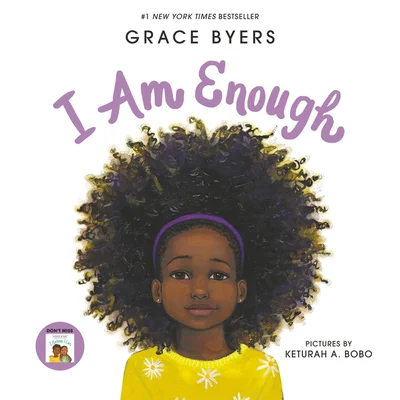 #1 NEW YORK TIMES BESTSELLER
GRACE BYERS
I Am Enough
DON'T MISS
PICTURES BY
KETURAH A. BOBO